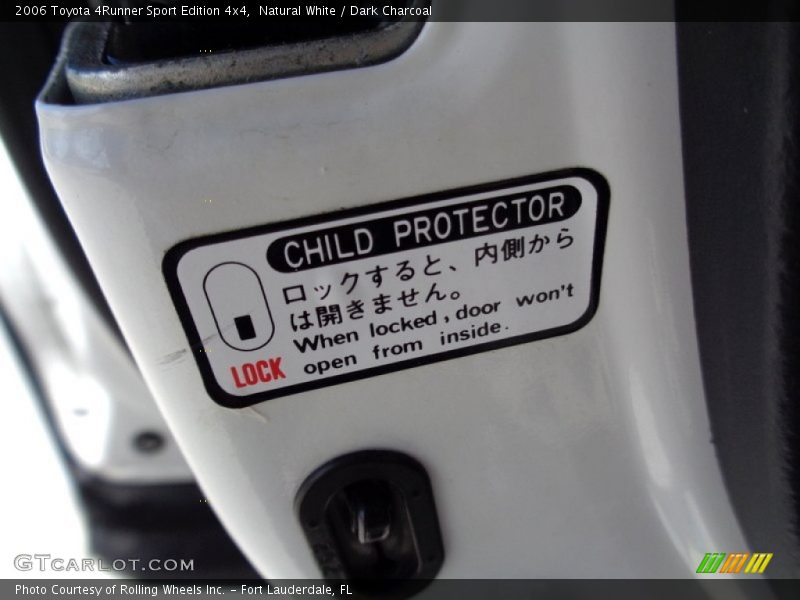 2006 Toyota 4Runner Sport Edition 4x4, Natural White / Dark Charcoal
CHILD PROTECTOR
ロックすると、内側から
は開きません。
When locked, door won't
open from inside.
LOCK
GTCARLOT.COM
Photo Courtesy of Rolling Wheels Inc. - Fort Lauderdale, FL